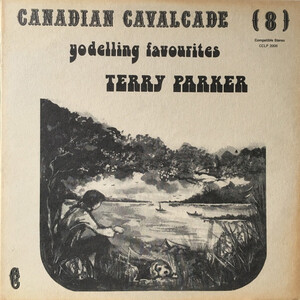 CANADIAN CAVALCADE (8)
yodelling favourites
Compatible Stereo
TERRY PARKER